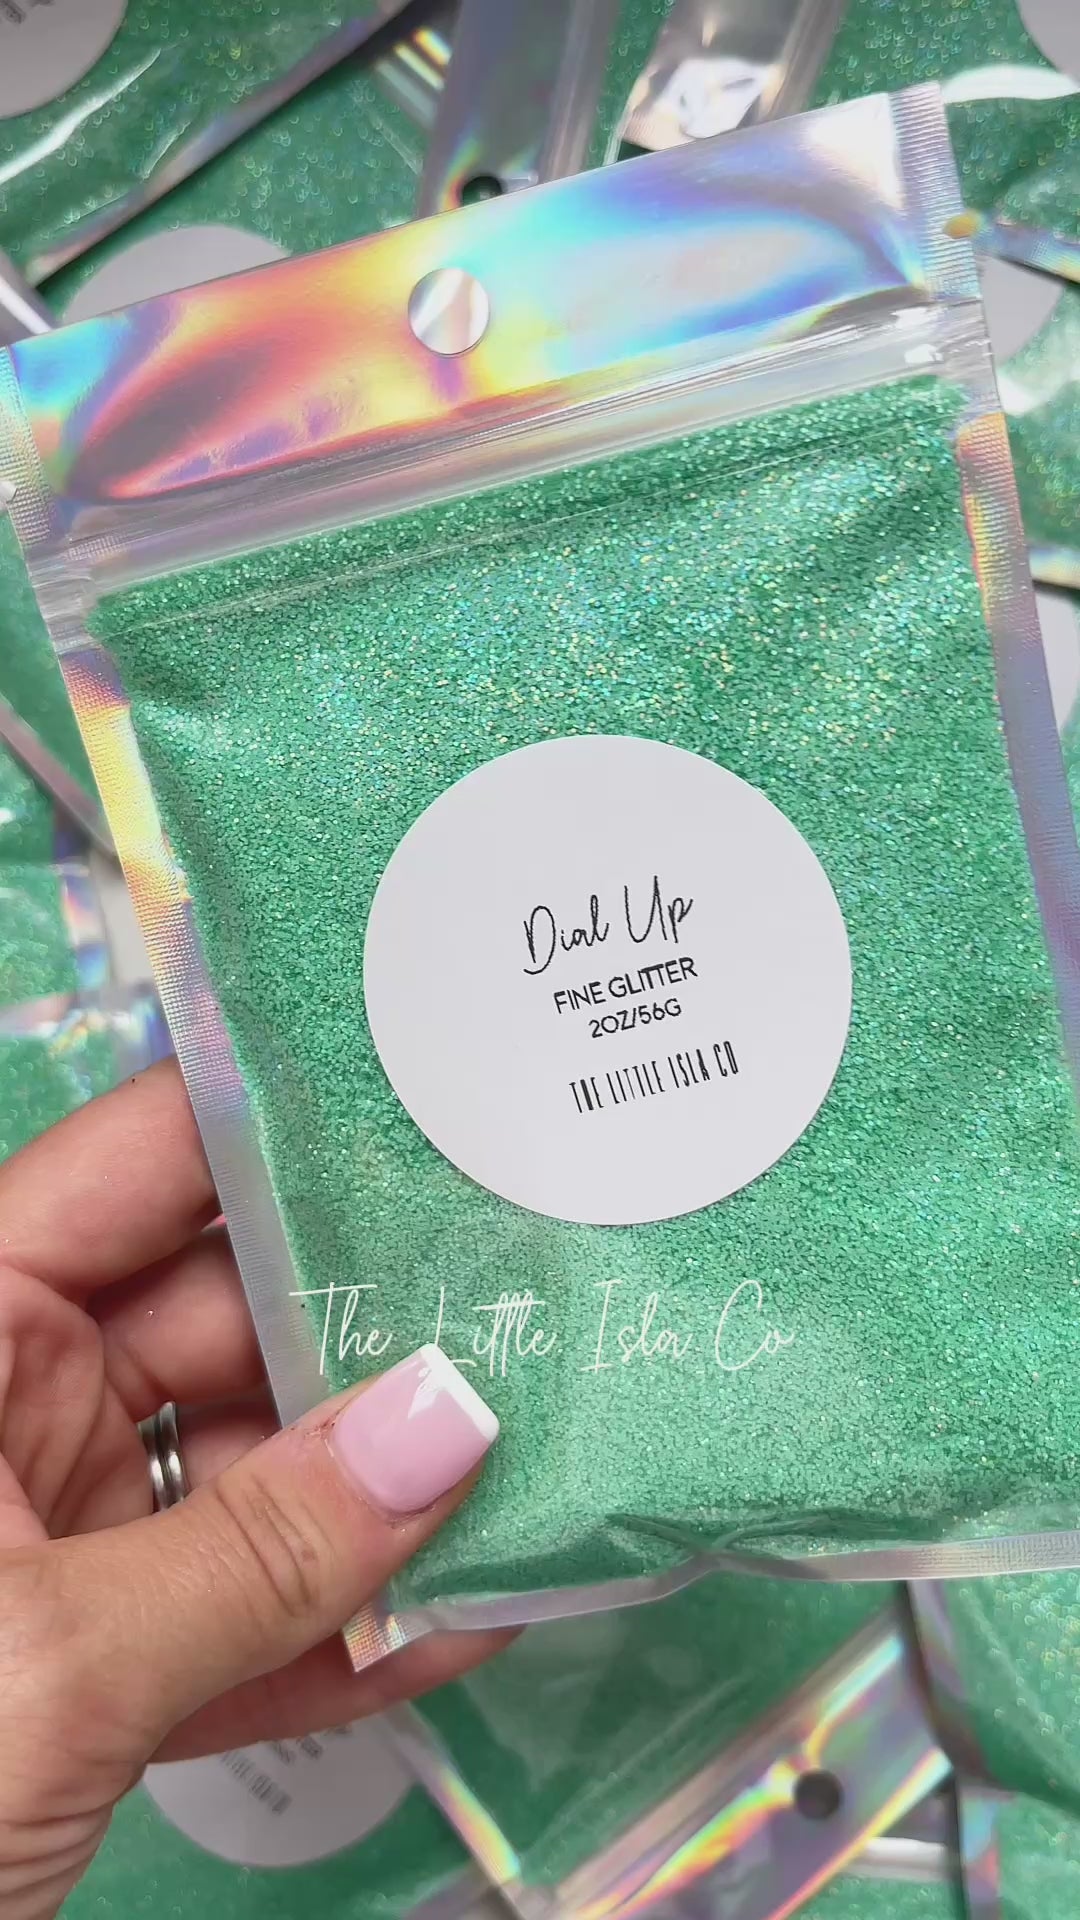 Dial Up
FINE GLITTER
2OZ/56G
THE LITTLE ISLA CO
The Little Isla Co